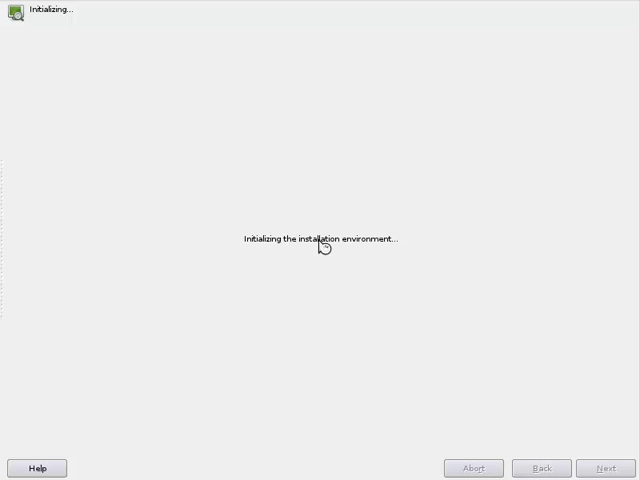 Initializing...
Initializing the installation environment...
Help
Abort
Back
Next